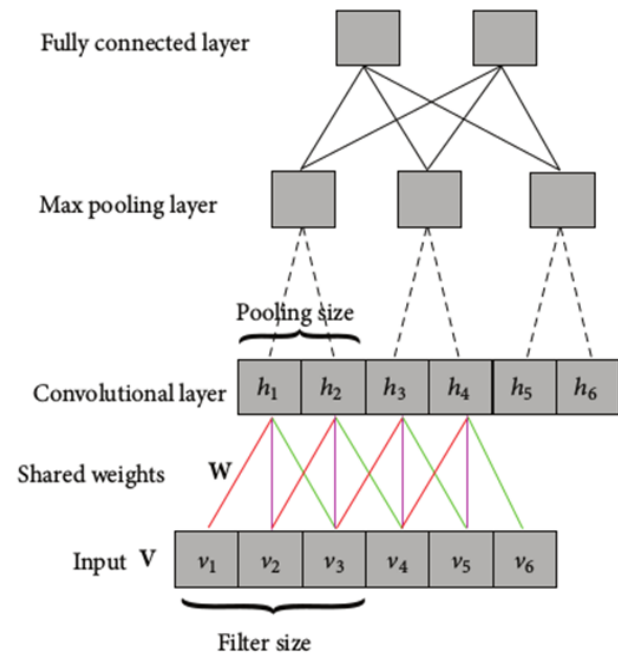 Fully connected layer
Max pooling layer
Pooling size
Convolutional layer h₁ h₂ h₃ h₄ h₅ h₆
Shared weights W
Input V v₁ v₂ v₃ v₄ v₅ v₆
Filter size